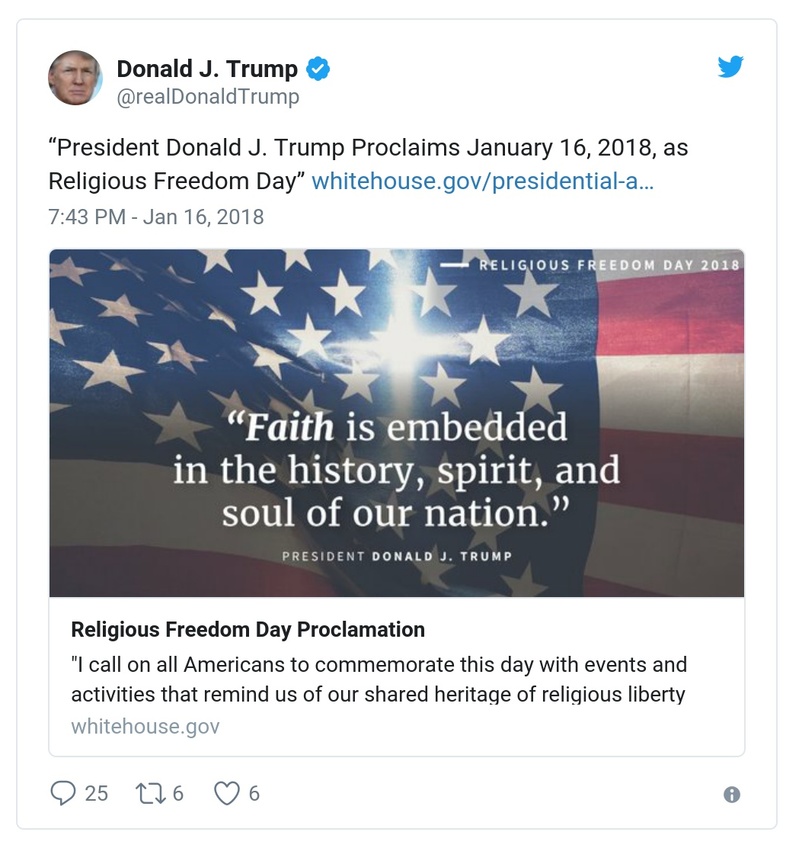 Donald J. Trump
@realDonaldTrump
“President Donald J. Trump Proclaims January 16, 2018, as
Religious Freedom Day” whitehouse.gov/presidential-a…
7:43 PM - Jan 16, 2018
RELIGIOUS FREEDOM DAY 2018
“Faith is embedded
in the history, spirit, and
soul of our nation.”
PRESIDENT DONALD J. TRUMP
Religious Freedom Day Proclamation
"I call on all Americans to commemorate this day with events and
activities that remind us of our shared heritage of religious liberty
whitehouse.gov
25 6 6